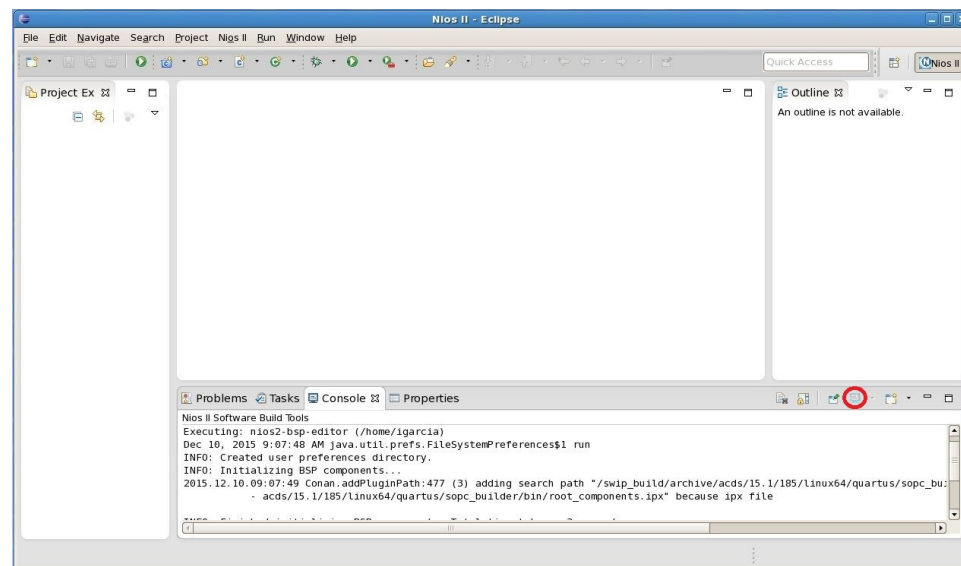 Nios II - Eclipse
File Edit Navigate Search Project Nios II Run Window Help
Quick Access
Nios II
Project Ex
Outline
An outline is not available.
Problems Tasks Console Properties
Nios II Software Build Tools
Executing: nios2-bsp-editor (/home/igarcia)
Dec 10, 2015 9:07:48 AM java.util.prefs.FileSystemPreferences$1 run
INFO: Created user preferences directory.
INFO: Initializing BSP components...
2015.12.10.09:07:49 Conan.addPluginPath:477 (3) adding search path "/swip_build/archive/acds/15.1/185/linux64/quartus/sopc_bu
- acds/15.1/185/linux64/quartus/sopc_builder/bin/root_components.ipx" because ipx file